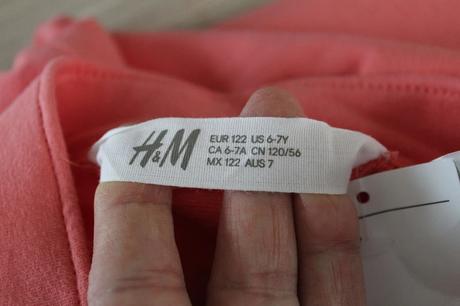 H&M
EUR 122 US 6-7Y
CA 6-7A CN 120/56
MX 122 AUS 7